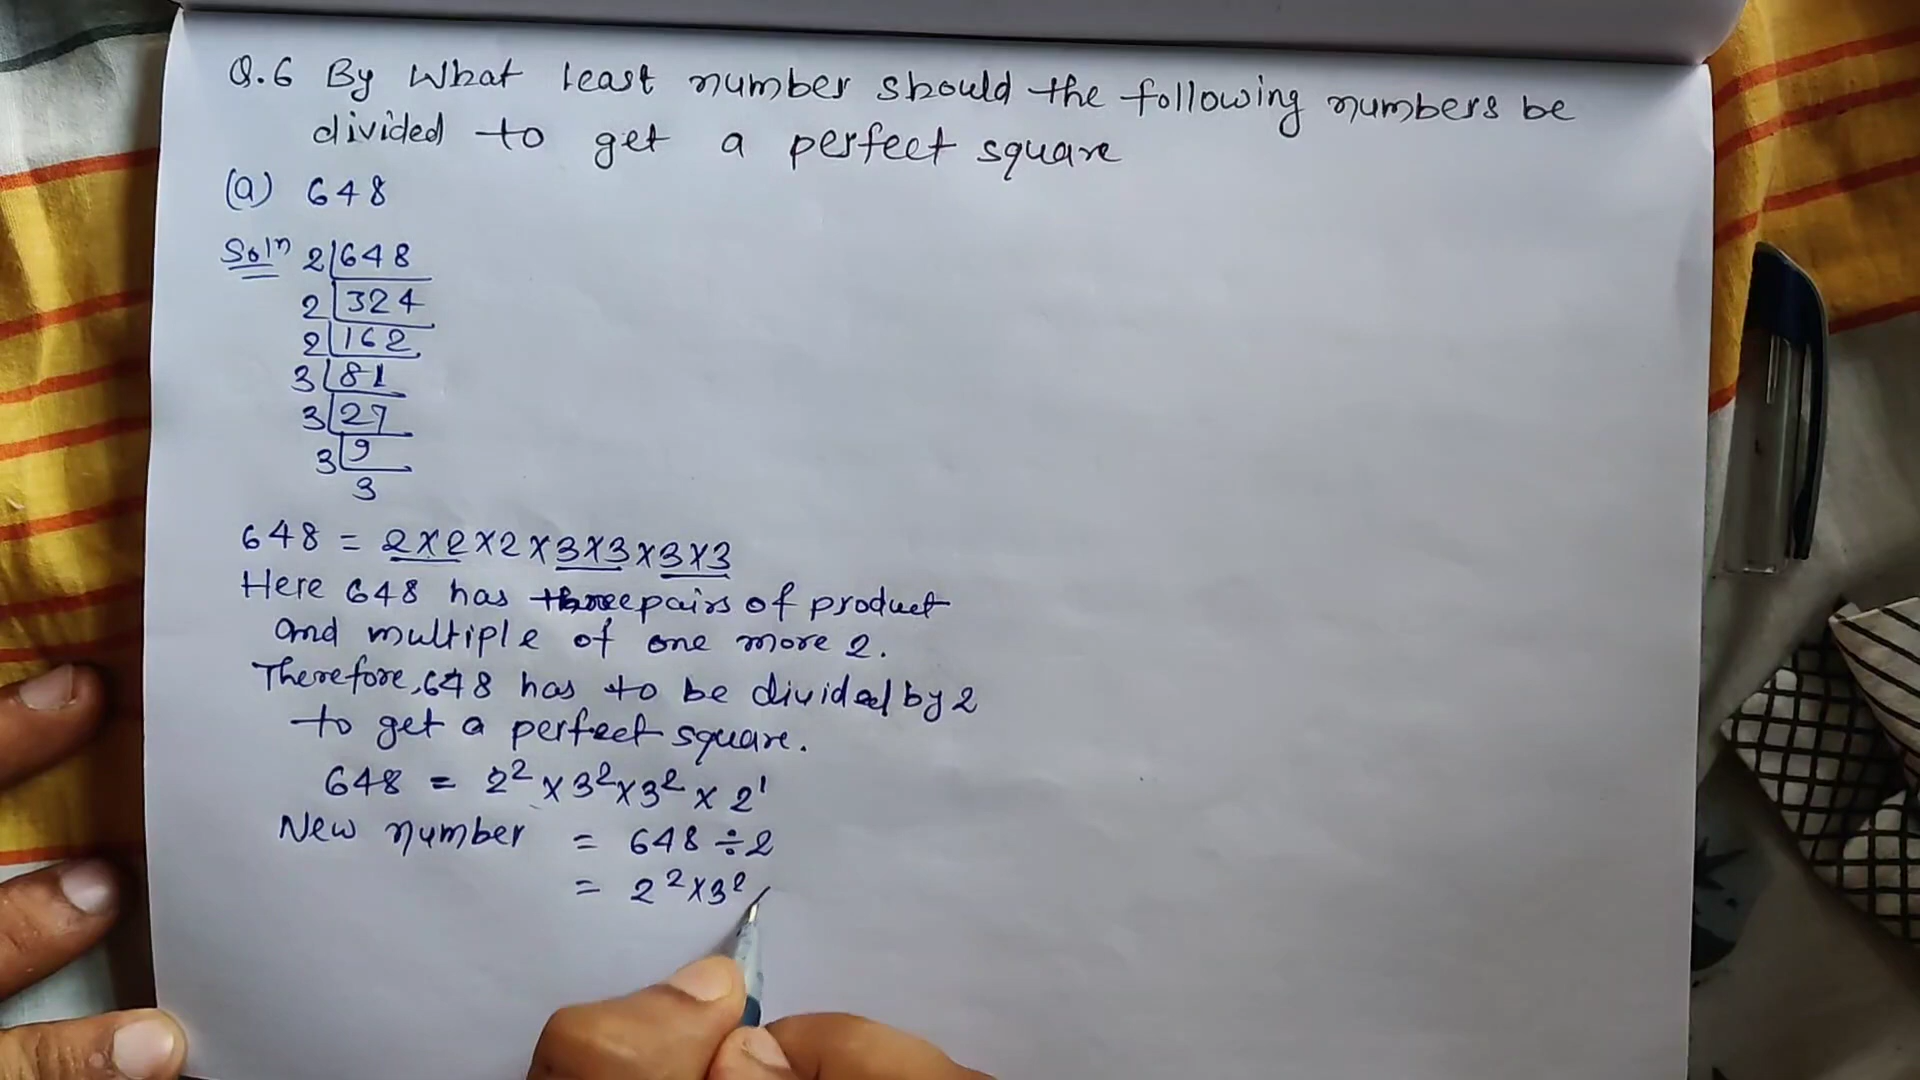 Q.6 By What least number should the following numbers be
divided to get a perfect square
(a) 648
Solⁿ 2 648
2 324
2 162
3 81
3 27
3 9
3
648 = 2×2×2×3×3×3×3
Here 648 has three pairs of product
and multiple of one more 2.
Therefore, 648 has to be divided by 2
to get a perfect square.
648 = 2² × 3² × 3² × 2¹
New number = 648 ÷ 2
= 2² × 3²